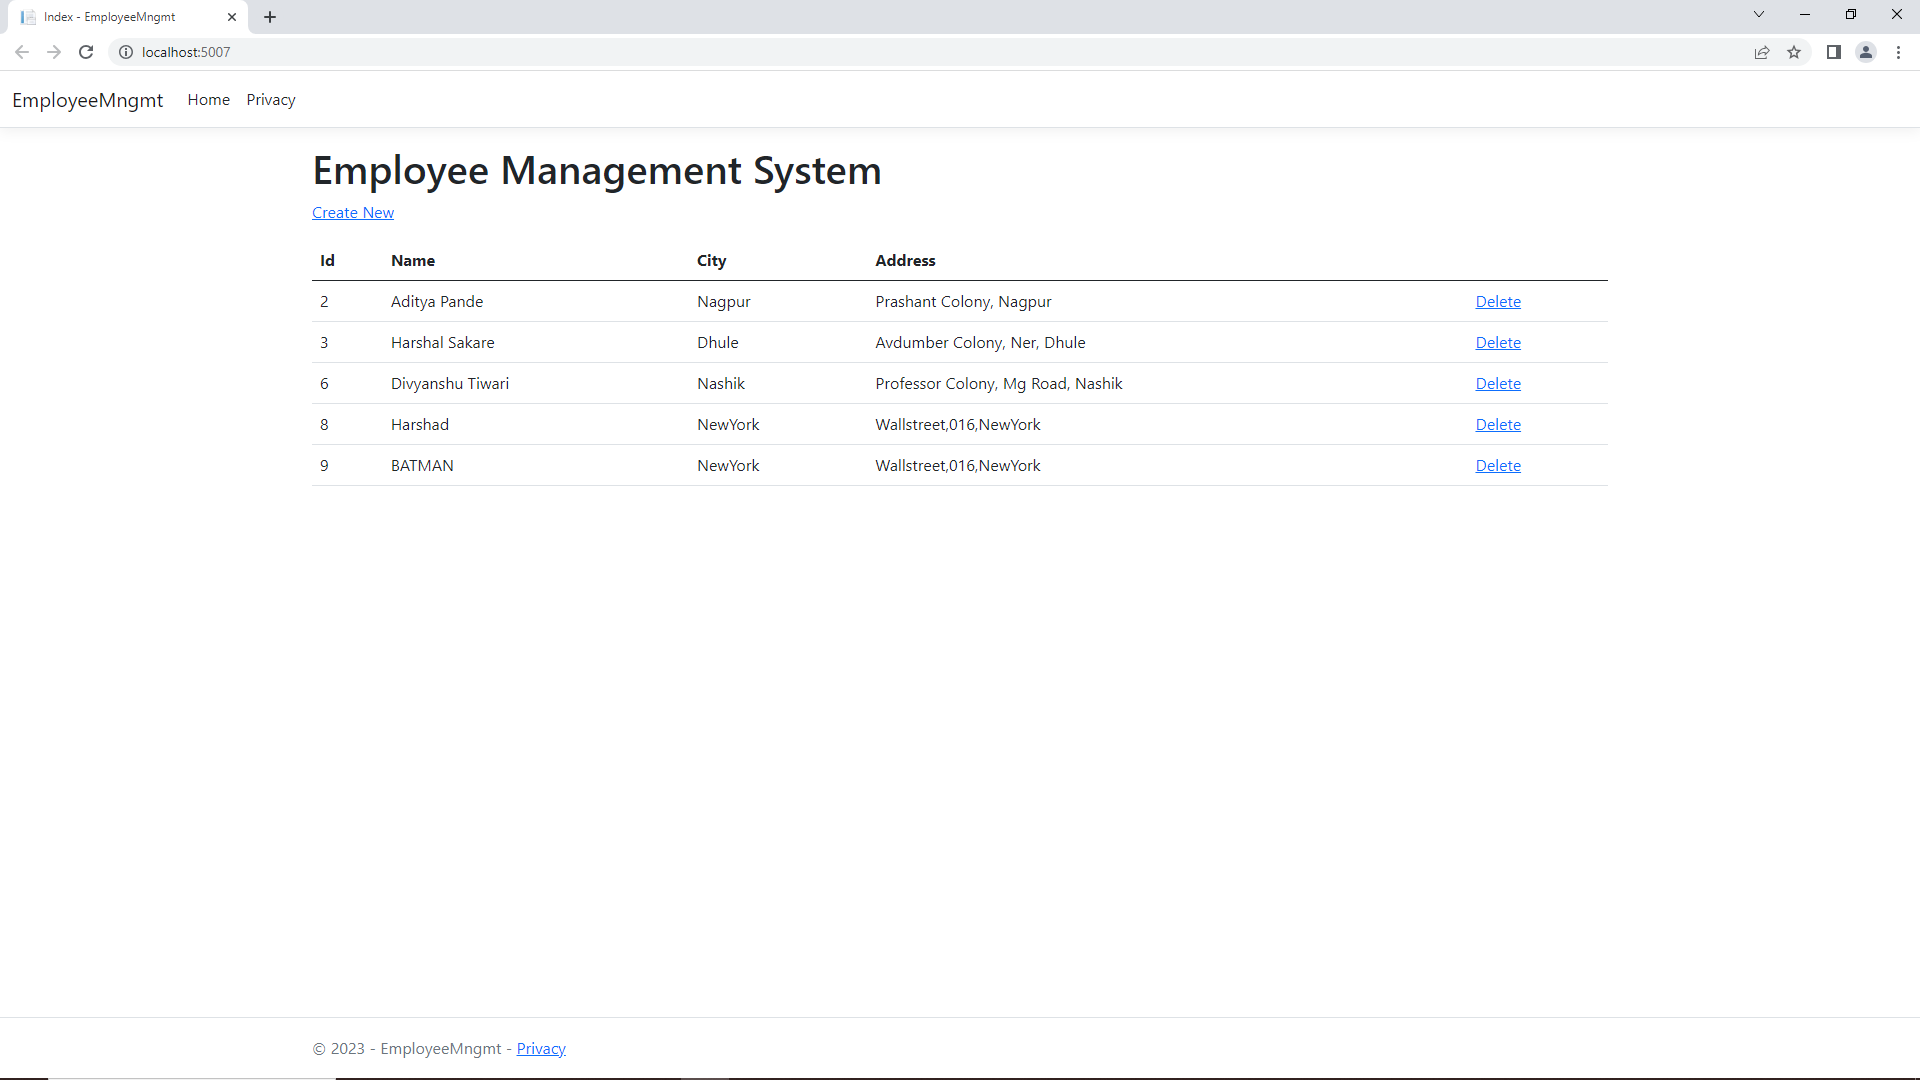 Index - EmployeeMngmt
localhost:5007
EmployeeMngmt Home Privacy
Employee Management System
Create New
Id Name City Address
2 Aditya Pande Nagpur Prashant Colony, Nagpur Delete
3 Harshal Sakare Dhule Avdumber Colony, Ner, Dhule Delete
6 Divyanshu Tiwari Nashik Professor Colony, Mg Road, Nashik Delete
8 Harshad NewYork Wallstreet,016,NewYork Delete
9 BATMAN NewYork Wallstreet,016,NewYork Delete
© 2023 - EmployeeMngmt - Privacy